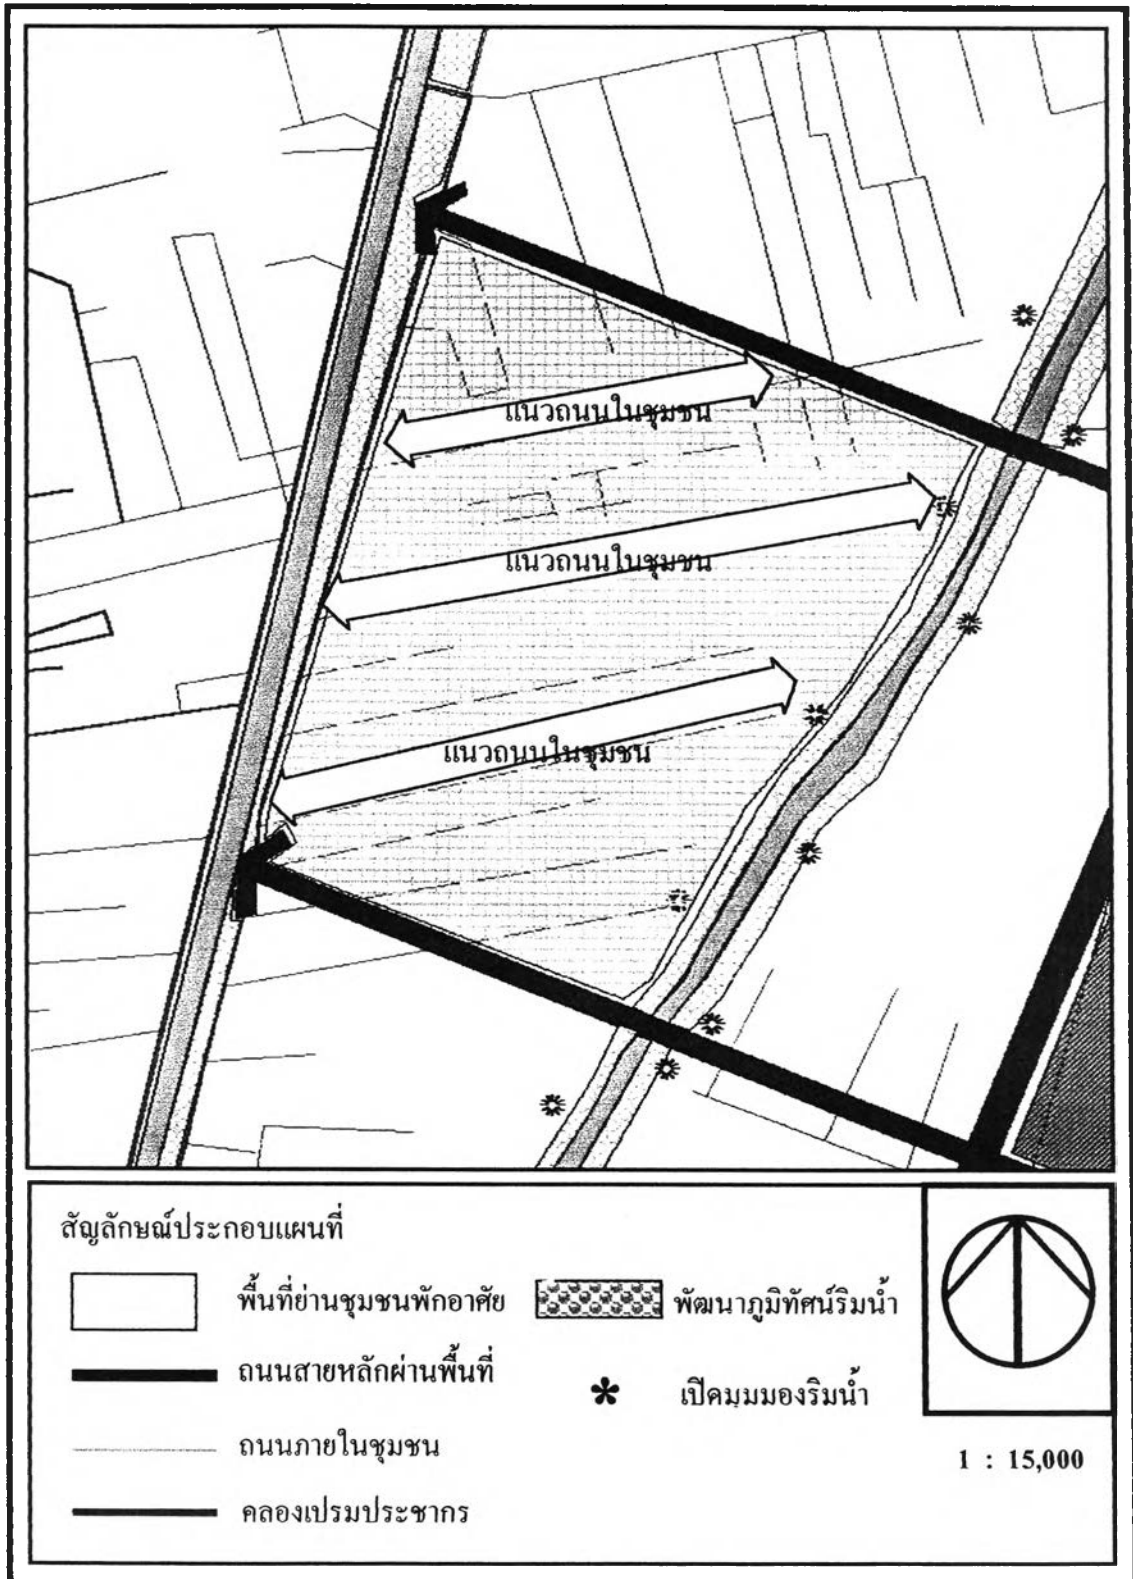 แนวถนนในชุมชน
แนวถนนในชุมชน
แนวถนนในชุมชน
สัญลักษณ์ประกอบแผนที่
พื้นที่ย่านชุมชนพักอาศัย
ถนนสายหลักผ่านพื้นที่
ถนนภายในชุมชน
คลองเปรมประชากร
พัฒนาภูมิทัศน์ริมน้ำ
เปิดมุมมองริมน้ำ
1 : 15,000